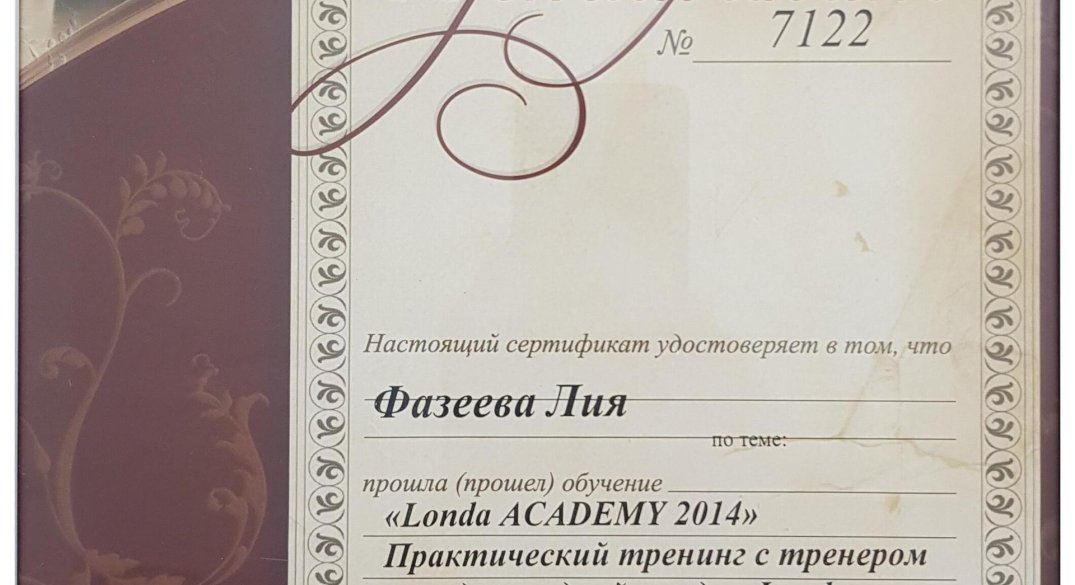 № 7122
Настоящий сертификат удостоверяет в том, что
Фазеева Лия
по теме:
прошла (прошел) обучение
«Londa ACADEMY 2014»
Практический тренинг с тренером